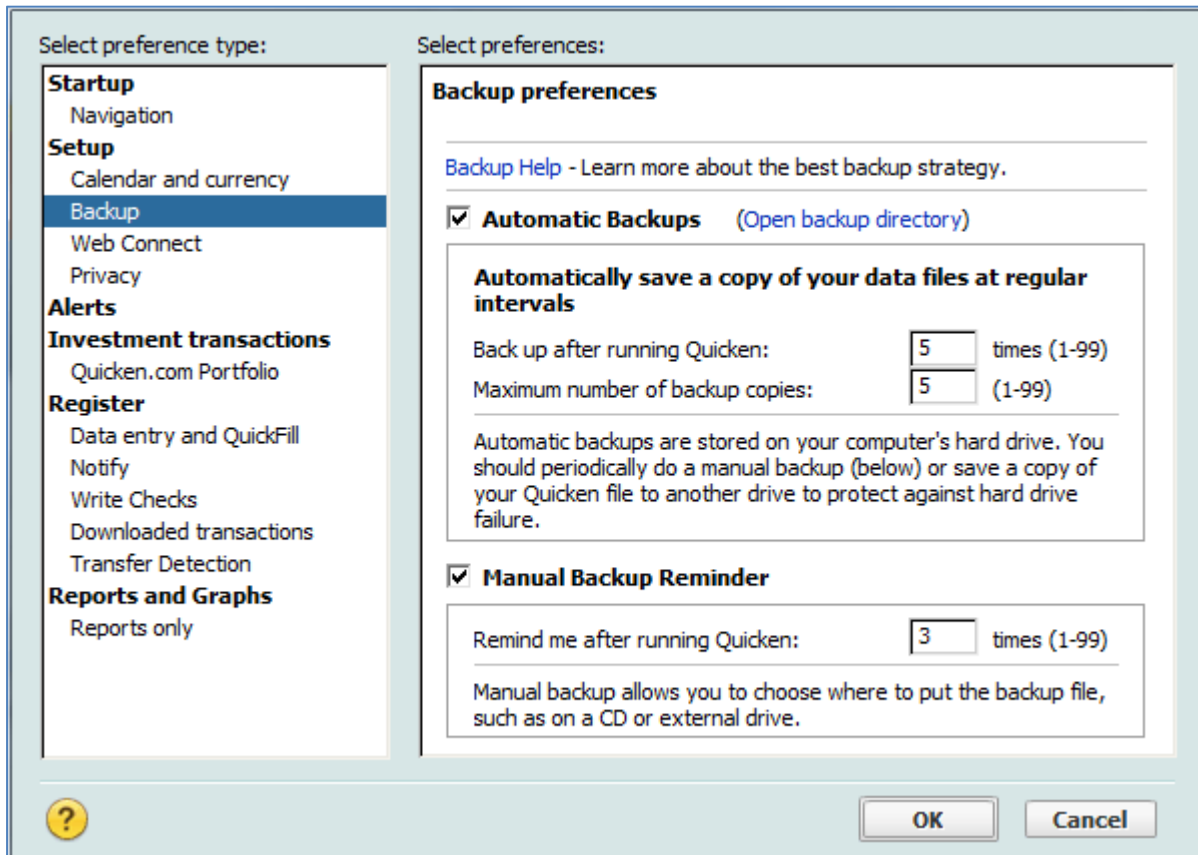 Select preference type:
Startup
Navigation
Setup
Calendar and currency
Backup
Web Connect
Privacy
Alerts
Investment transactions
Quicken.com Portfolio
Register
Data entry and QuickFill
Notify
Write Checks
Downloaded transactions
Transfer Detection
Reports and Graphs
Reports only
Select preferences:
Backup preferences
Backup Help - Learn more about the best backup strategy.
Automatic Backups (Open backup directory)
Automatically save a copy of your data files at regular
intervals
Back up after running Quicken: 5 times (1-99)
Maximum number of backup copies: 5 (1-99)
Automatic backups are stored on your computer's hard drive. You
should periodically do a manual backup (below) or save a copy of
your Quicken file to another drive to protect against hard drive
failure.
Manual Backup Reminder
Remind me after running Quicken: 3 times (1-99)
Manual backup allows you to choose where to put the backup file,
such as on a CD or external drive.
?
OK Cancel